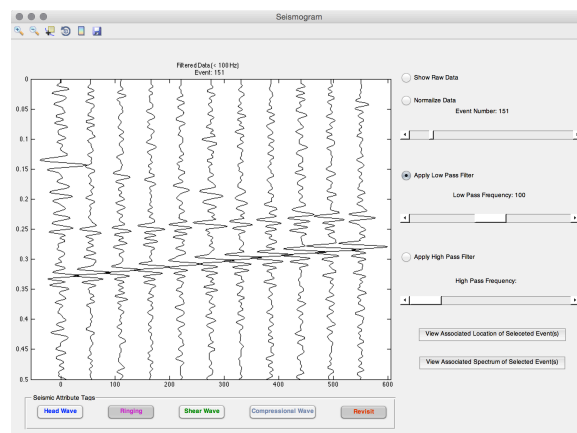 Seismogram
Filtered Data (< 100 Hz)
Event: 151
0
0.05
0.1
0.15
0.2
0.25
0.3
0.35
0.4
0.45
0.5
0
100
200
300
400
500
600
Show Raw Data
Normalize Data
Event Number: 151
Apply Low Pass Filter
Low Pass Frequency: 100
Apply High Pass Filter
High Pass Frequency:
View Associated Location of Seleceted Event(s)
View Associated Spectrum of Selected Event(s)
Seismic Attribute Tags
Head Wave
Ringing
Shear Wave
Compressional Wave
Revisit